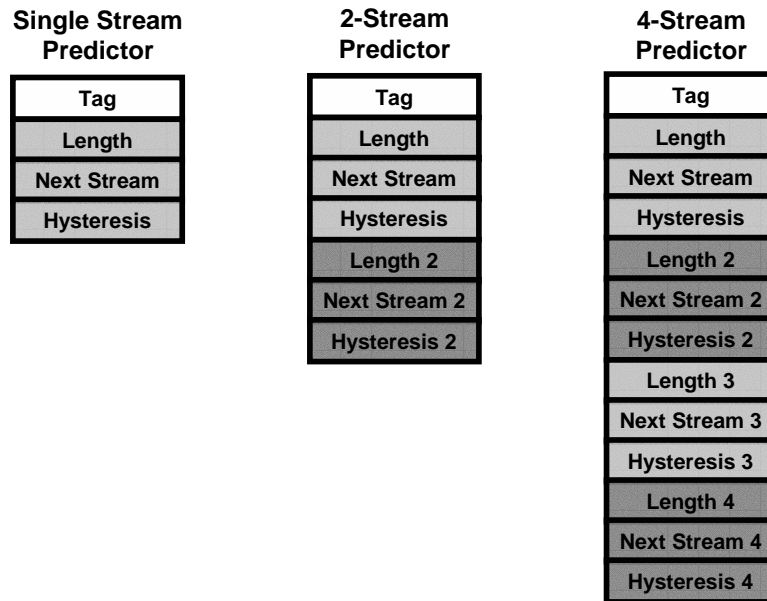 Single Stream
Predictor
Tag
Length
Next Stream
Hysteresis
2-Stream
Predictor
Tag
Length
Next Stream
Hysteresis
Length 2
Next Stream 2
Hysteresis 2
4-Stream
Predictor
Tag
Length
Next Stream
Hysteresis
Length 2
Next Stream 2
Hysteresis 2
Length 3
Next Stream 3
Hysteresis 3
Length 4
Next Stream 4
Hysteresis 4